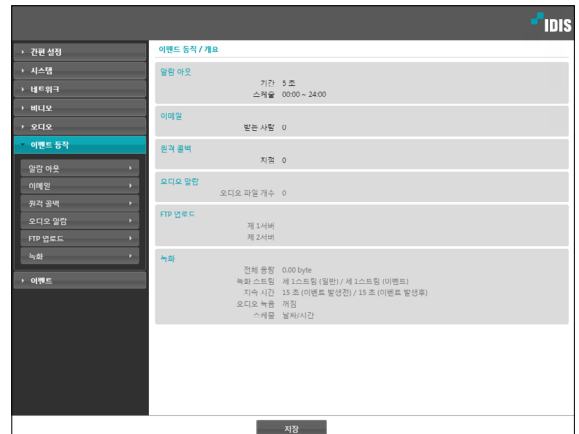 IDIS
간편 설정
시스템
네트워크
비디오
오디오
이벤트 동작
알람 아웃
이메일
원격 콜백
오디오 알람
FTP 업로드
녹화
이벤트
이벤트 동작 / 개요
알람 아웃
기간 5 초
스케줄 00:00 ~ 24:00
이메일
받는 사람 0
원격 콜백
지점 0
오디오 알람
오디오 파일 개수 0
FTP 업로드
제 1서버
제 2서버
녹화
전체 용량 0.00 byte
녹화 스트림 제 1스트림 (일반) / 제 1스트림 (이벤트)
지속 시간 15 초 (이벤트 발생전) / 15 초 (이벤트 발생후)
오디오 녹음 꺼짐
스케줄 날짜/시간
저장